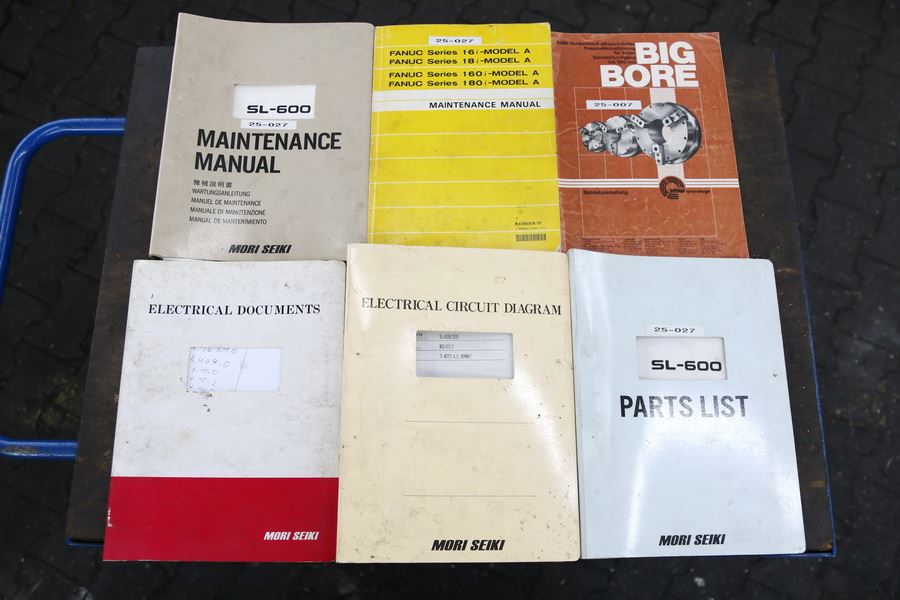 SL-600
25-027
MAINTENANCE
MANUAL
機械説明書
WARTUNGSANLEITUNG
MANUEL DE MAINTENANCE
MANUALE DI MANUTENZIONE
MANUAL DE MANTENIMIENTO
MORI SEIKI
25-027
FANUC Series 16i-MODEL A
FANUC Series 18i-MODEL A
FANUC Series 160i-MODEL A
FANUC Series 180i-MODEL A
MAINTENANCE MANUAL
BIG
BORE
25-007
Betriebsanleitung
ELECTRICAL DOCUMENTS
MORI SEIKI
ELECTRICAL CIRCUIT DIAGRAM
MORI SEIKI
25-027
SL-600
PARTS LIST
MORI SEIKI